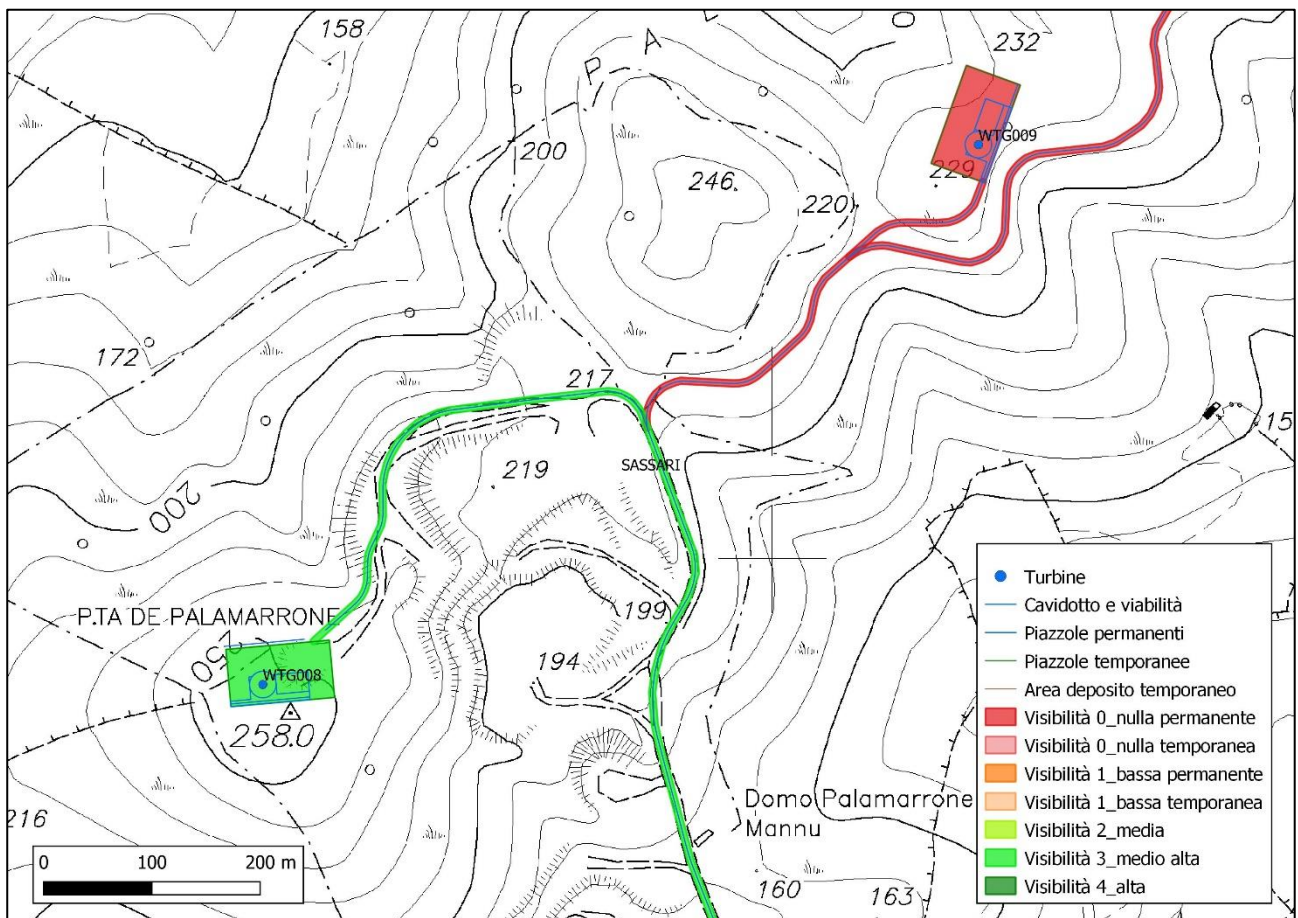 158
232
P A
0
WTG009
200
229
246.
220
172
217
SASSARI
219
15
200
199
P.TA DE PALAMARRONE
250
WTG008
194
258.0
216
Domo Palamarrone
Mannu
160
163
0 100 200 m
Turbine
Cavidotto e viabilità
Piazzole permanenti
Piazzole temporanee
Area deposito temporaneo
Visibilità 0_nulla permanente
Visibilità 0_nulla temporanea
Visibilità 1_bassa permanente
Visibilità 1_bassa temporanea
Visibilità 2_media
Visibilità 3_medio alta
Visibilità 4_alta